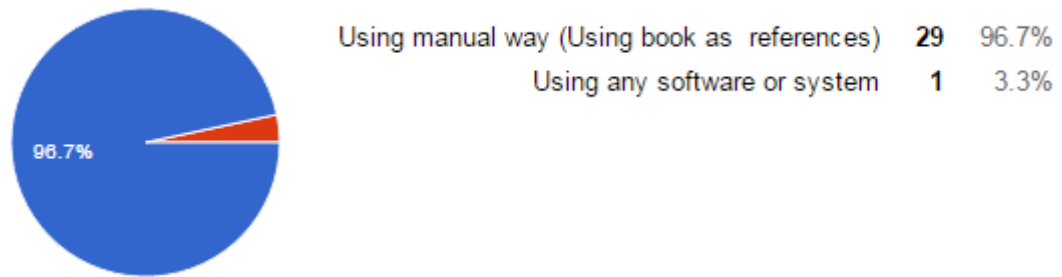 Using manual way (Using book as references) 29 96.7%
Using any software or system 1 3.3%
96.7%